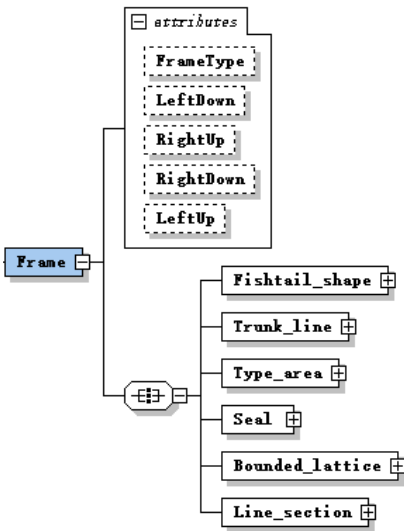 attributes
FrameType
LeftDown
RightUp
RightDown
LeftUp
Frame
Fishtail_shape
Trunk_line
Type_area
Seal
Bounded_lattice
Line_section